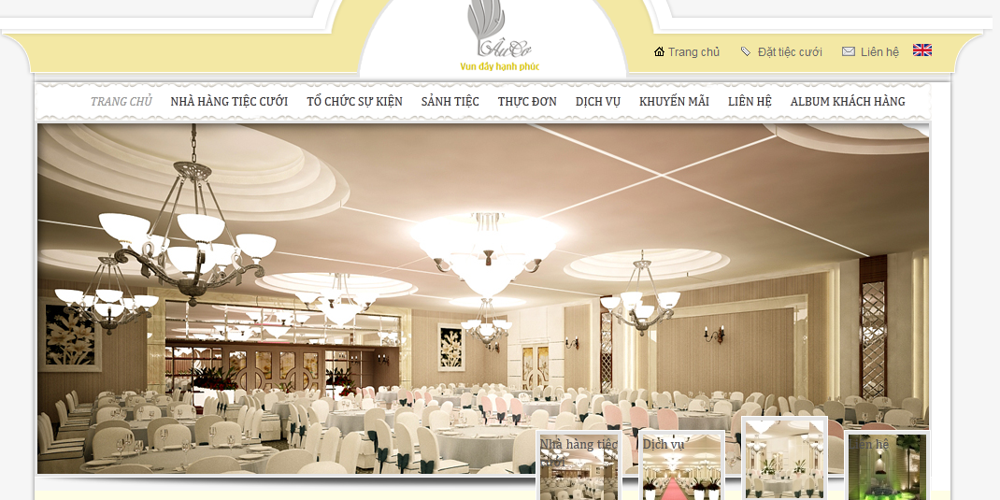 Âu Cơ
Vun đầy hạnh phúc
Trang chủ
Đặt tiệc cưới
Liên hệ
TRANG CHỦ
NHÀ HÀNG TIỆC CƯỚI
TỔ CHỨC SỰ KIỆN
SẢNH TIỆC
THỰC ĐƠN
DỊCH VỤ
KHUYẾN MÃI
LIÊN HỆ
ALBUM KHÁCH HÀNG
Nhà hàng tiệc
cưới
Dịch vụ
Liên hệ